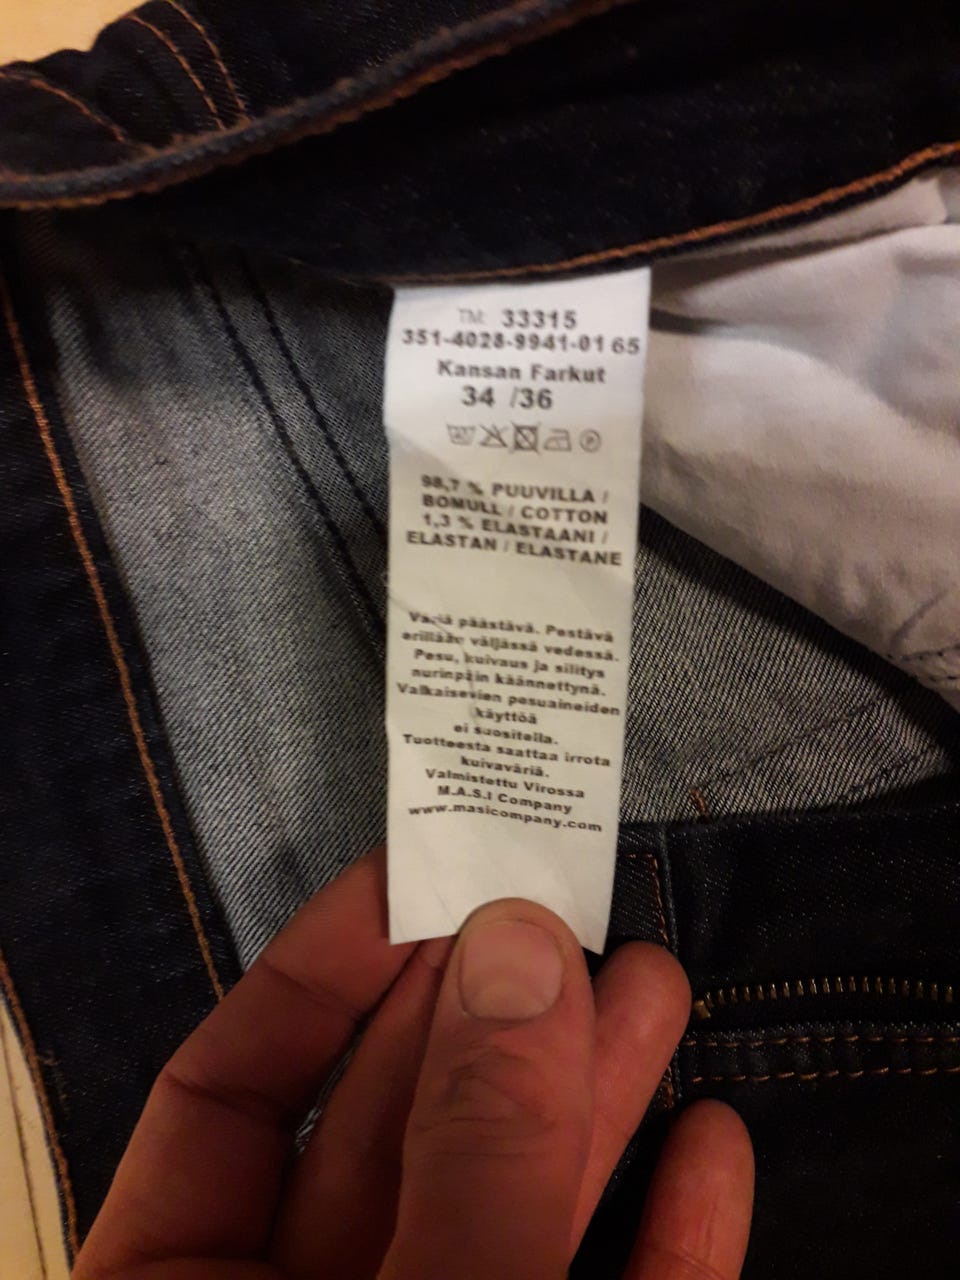 TM: 33315
351-4028-9941-01 65
Kansan Farkut
34 /36
98,7 % PUUVILLA /
BOMULL / COTTON
1,3 % ELASTAANI /
ELASTAN / ELASTANE
Väriä päästävä. Pestävä
erillään väljässä vedessä.
Pesu, kuivaus ja silitys
nurinpäin käännettynä.
Valkaisevien pesuaineiden
käyttöä
ei suositella.
Tuotteesta saattaa irrota
kuivaväriä.
Valmistettu Virossa
M.A.S.I Company
www.masicompany.com